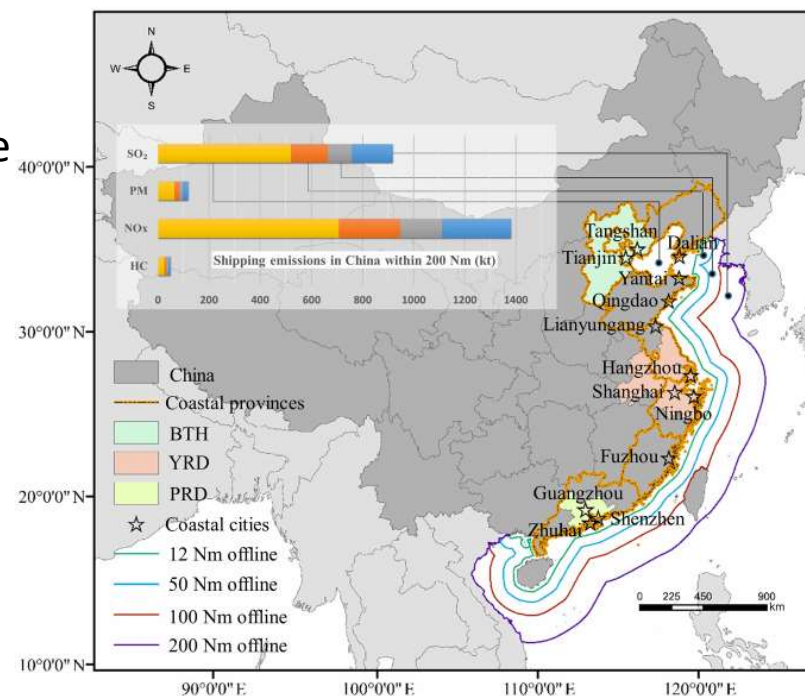 e
N
W
E
S
SO₂
PM
NOx
HC
Shipping emissions in China within 200 Nm (kt)
0 200 400 600 800 1000 1200 1400
40°0'0" N
30°0'0" N
20°0'0" N
10°0'0" N
Tangshan
Dalian
Tianjin
Yantai
Qingdao
Lianyungang
Hangzhou
Shanghai
Ningbo
Fuzhou
Guangzhou
Shenzhen
Zhuhai
China
Coastal provinces
BTH
YRD
PRD
Coastal cities
12 Nm offline
50 Nm offline
100 Nm offline
200 Nm offline
0 225 450 900
km
90°0'0"E 100°0'0"E 110°0'0"E 120°0'0"E